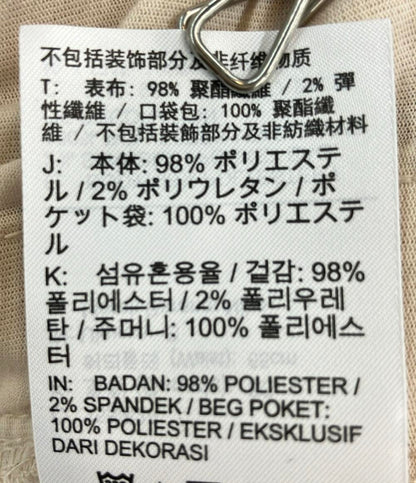 不包括装饰部分及非纤维物质
T: 表布: 98% 聚酯纖維 / 2% 彈
性纖維 / 口袋包: 100% 聚酯纖
維 / 不包括裝飾部分及非紡織材料
J: 本体: 98% ポリエステ
ル / 2% ポリウレタン / ポ
ケット袋: 100% ポリエステ
ル
K: 섬유혼용율 / 겉감: 98%
폴리에스터 / 2% 폴리우레
탄 / 주머니: 100% 폴리에스
터
IN: BADAN: 98% POLIESTER /
2% SPANDEK / BEG POKET:
100% POLIESTER / EKSKLUSIF
DARI DEKORASI